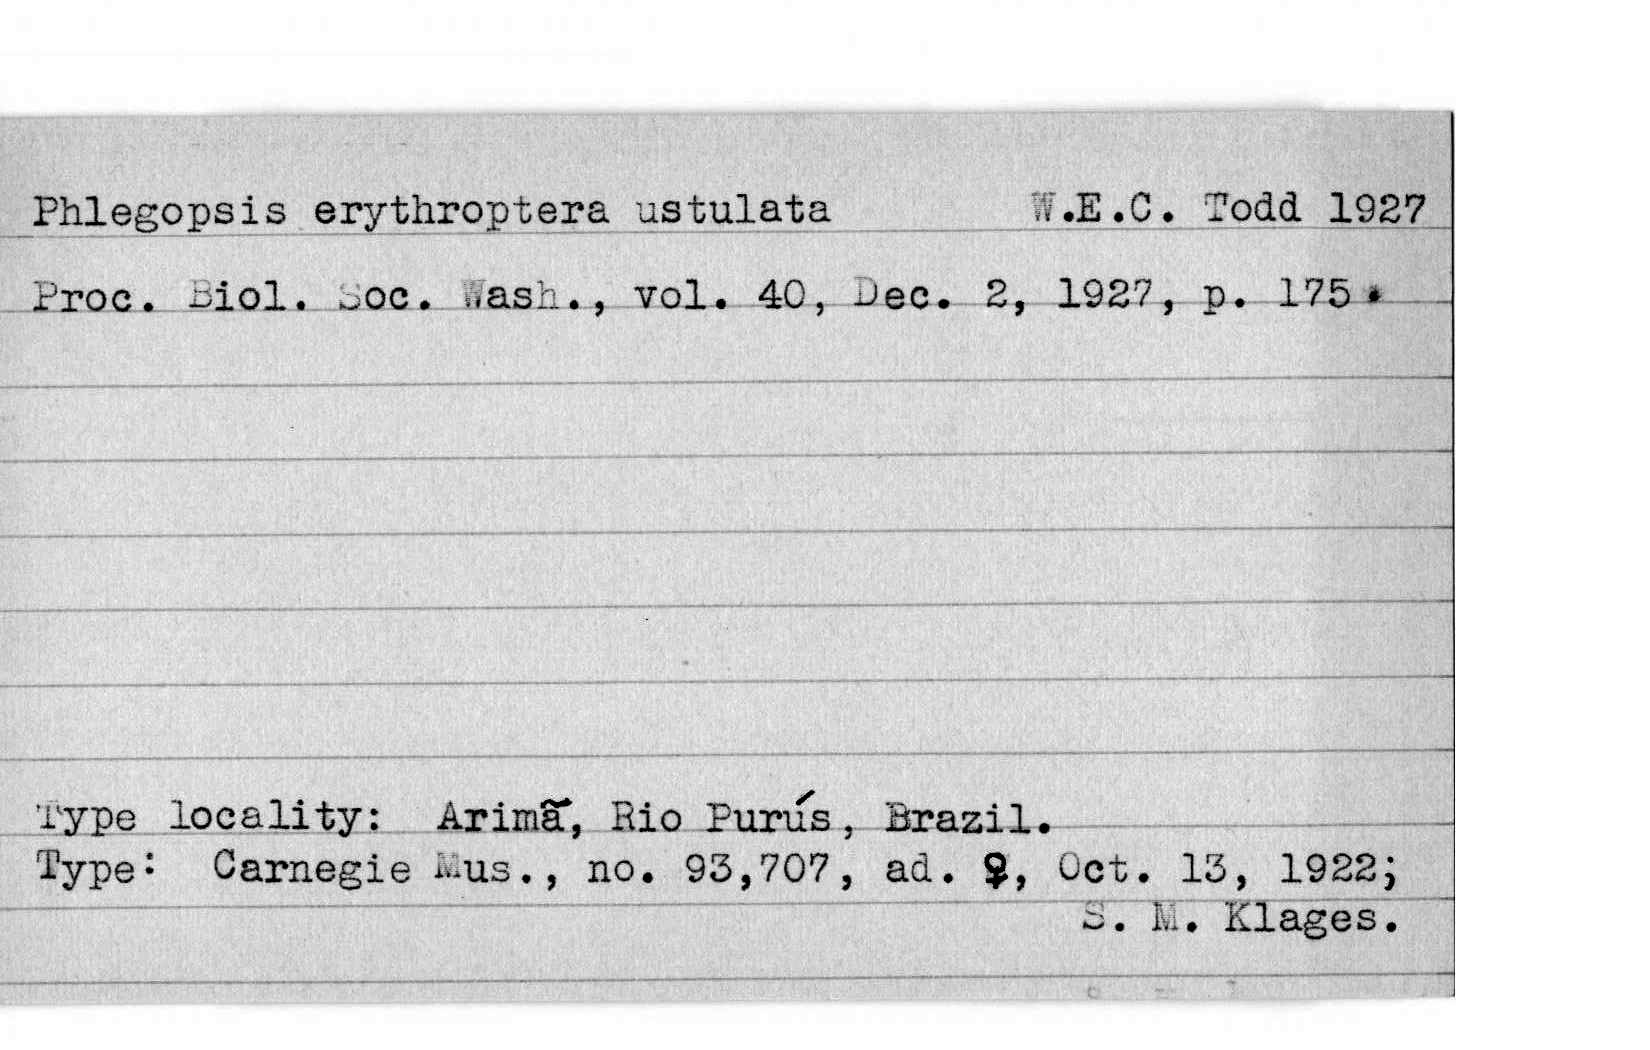 Phlegopsis erythroptera ustulata W.E.C. Todd 1927
Proc. Biol. Soc. Wash., vol. 40, Dec. 2, 1927, p. 175.
Type locality: Arimã, Rio Purús, Brazil.
Type: Carnegie Mus., no. 93,707, ad. ♀, Oct. 13, 1922;
S. M. Klages.